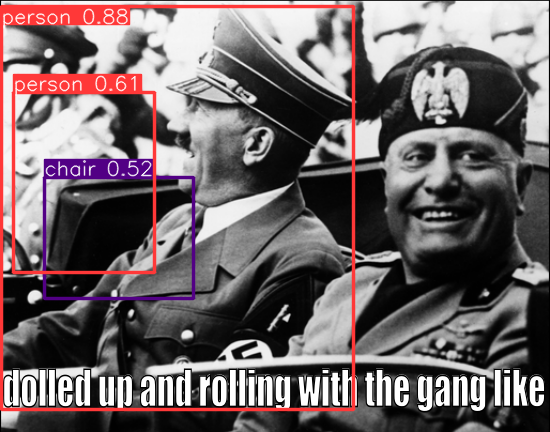 person 0.88
person 0.61
chair 0.52
dolled up and rolling with the gang like